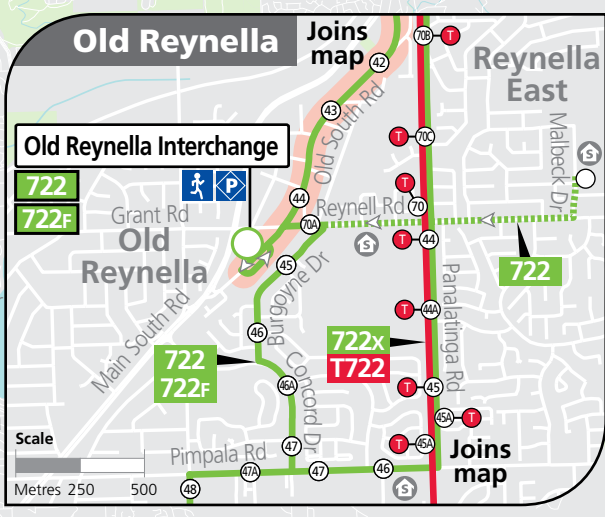 Old Reynella
Joins
map
70B
T
42
Reynella
East
43
Old South Rd
T
70C
Malbeck Dr
S
Old Reynella Interchange
722
722F
P
T
44
70
Grant Rd
70A
Reynell Rd
Old
Reynella
S
T
44
45
722
Burgoyne Dr
Panalatinga Rd
Main South Rd
T
44A
46
722X
T722
722
722F
46A
Concord Dr
T
45
45A
T
Scale
47
T
45A
Joins
map
Pimpala Rd
47A
47
46
Metres 250 500
48
S